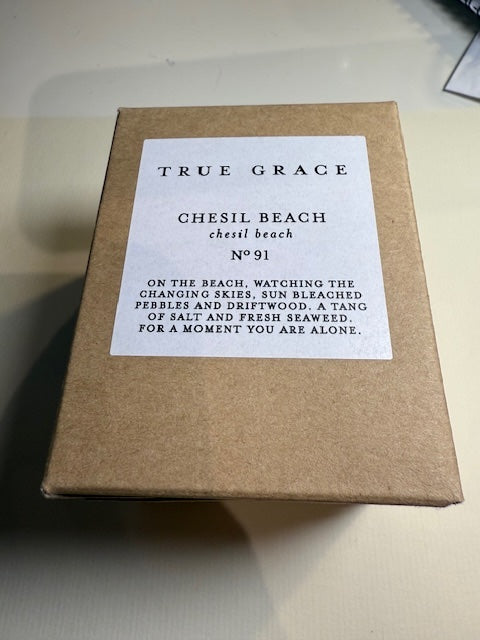 TRUE GRACE
CHESIL BEACH
chesil beach
Nº 91
ON THE BEACH, WATCHING THE
CHANGING SKIES, SUN BLEACHED
PEBBLES AND DRIFTWOOD. A TANG
OF SALT AND FRESH SEAWEED.
FOR A MOMENT YOU ARE ALONE.